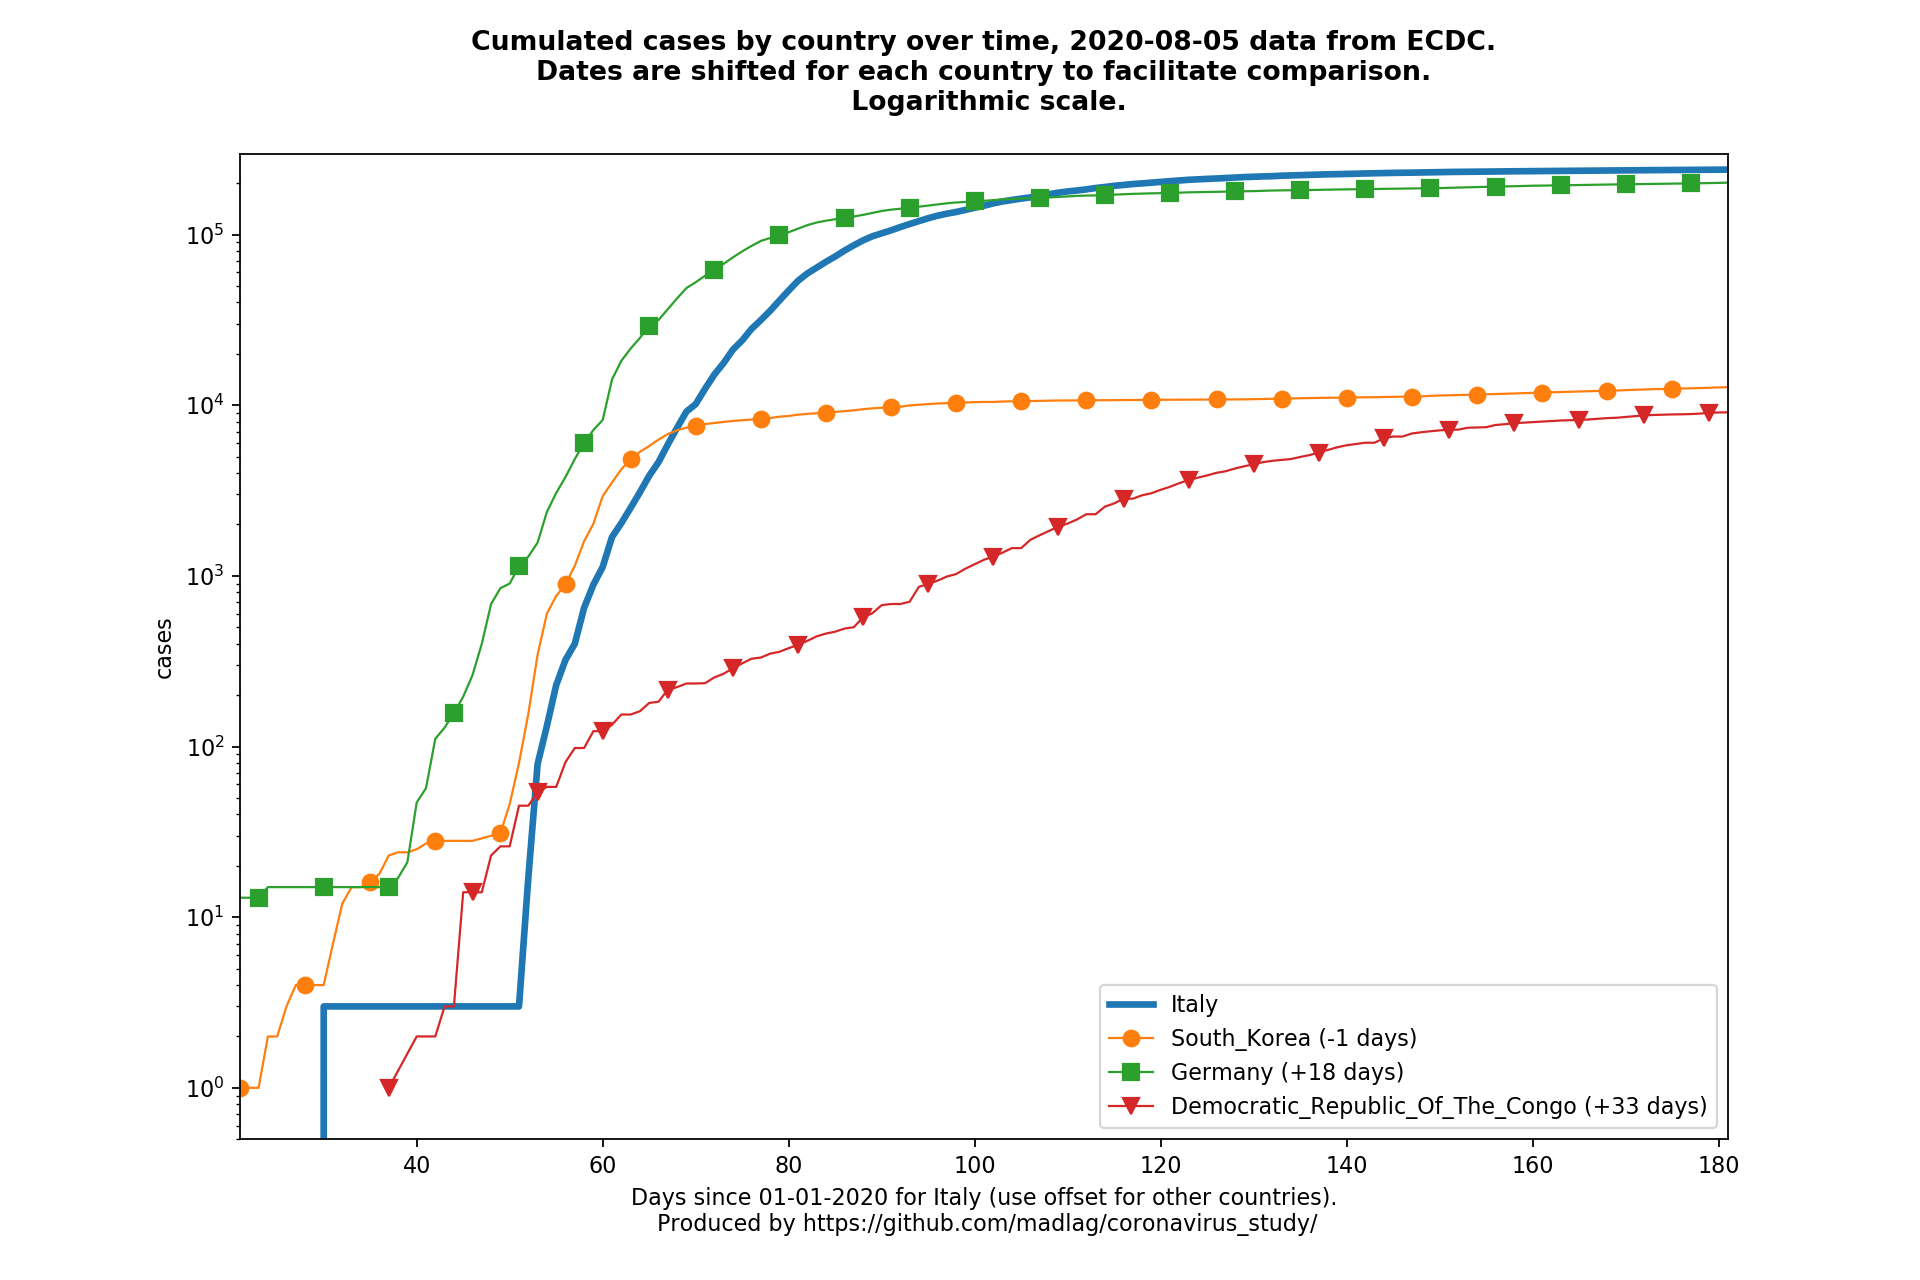 Cumulated cases by country over time, 2020-08-05 data from ECDC.
Dates are shifted for each country to facilitate comparison.
Logarithmic scale.
cases
10^5
10^4
10^3
10^2
10^1
10^0
Italy
South_Korea (-1 days)
Germany (+18 days)
Democratic_Republic_Of_The_Congo (+33 days)
40 60 80 100 120 140 160 180
Days since 01-01-2020 for Italy (use offset for other countries).
Produced by https://github.com/madlag/coronavirus_study/